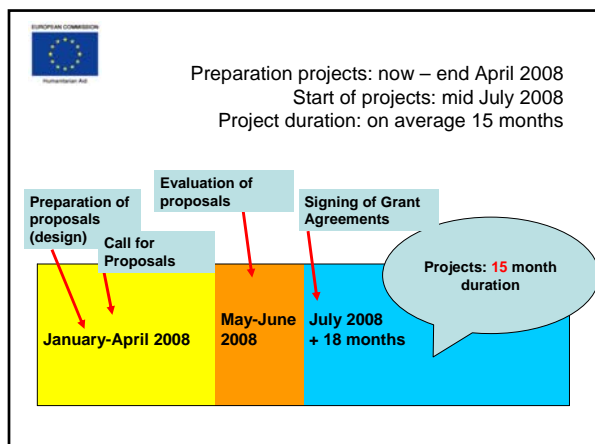 EUROPEAN COMMISSION
Humanitarian Aid
Preparation projects: now – end April 2008
Start of projects: mid July 2008
Project duration: on average 15 months
Preparation of
proposals
(design)
Call for
Proposals
Evaluation of
proposals
Signing of Grant
Agreements
Projects: 15 month
duration
January-April 2008
May-June
2008
July 2008
+ 18 months